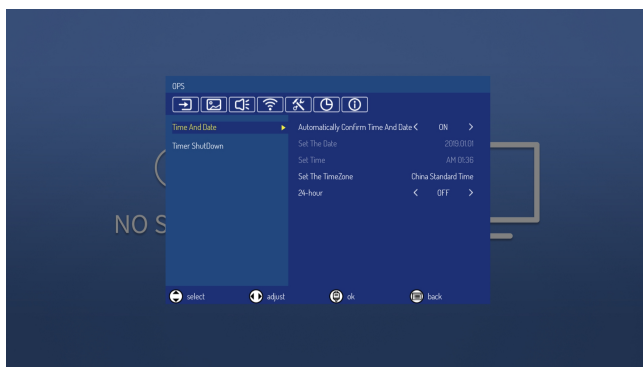 OPS
Time And Date
Timer ShutDown
Automatically Confirm Time And Date < ON >
Set The Date 2019.01.01
Set Time AM 01:36
Set The TimeZone China Standard Time
24-hour < OFF >
NO S
select adjust ok back